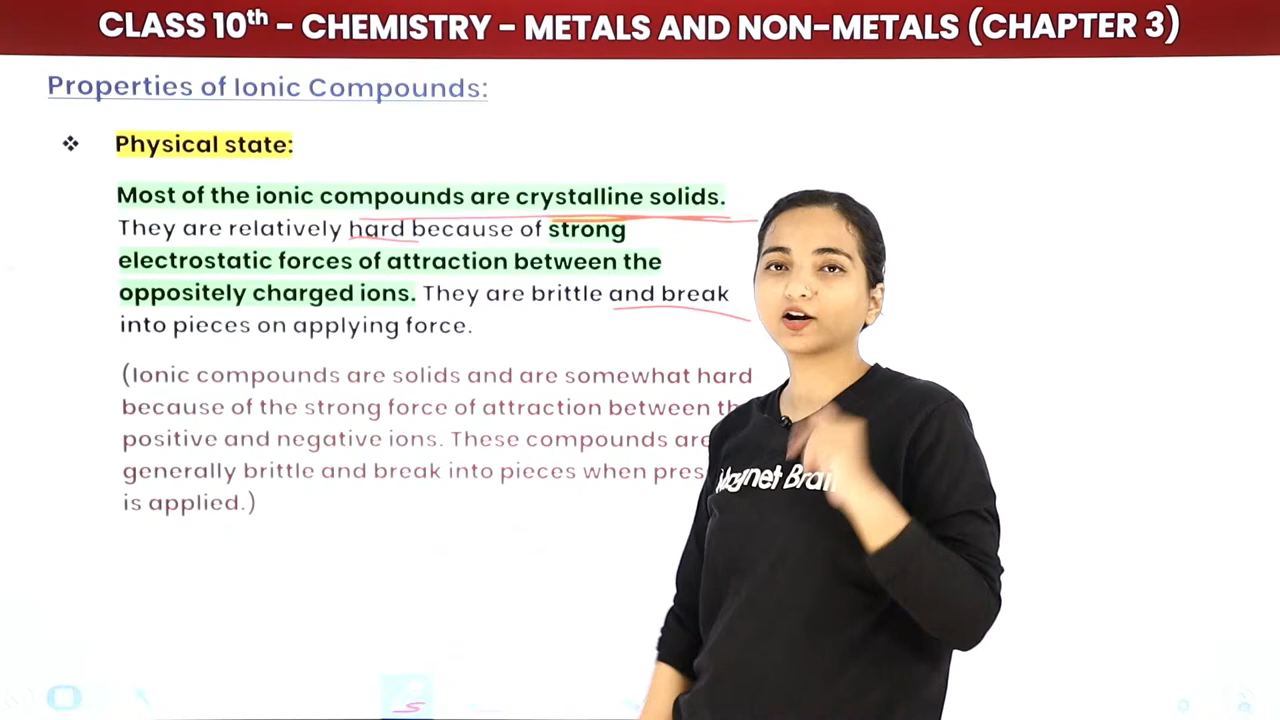 CLASS 10th - CHEMISTRY - METALS AND NON-METALS (CHAPTER 3)
Properties of Ionic Compounds:
❖ Physical state:
Most of the ionic compounds are crystalline solids.
They are relatively hard because of strong
electrostatic forces of attraction between the
oppositely charged ions. They are brittle and break
into pieces on applying force.
(Ionic compounds are solids and are somewhat hard
because of the strong force of attraction between
positive and negative ions. These compounds are
generally brittle and break into pieces when
is applied.)
Magnet